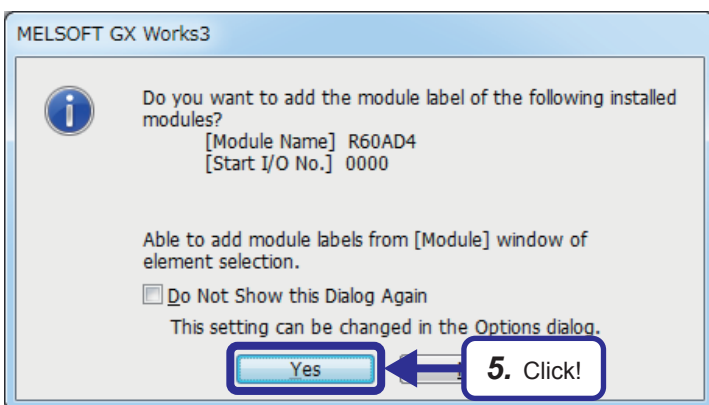 MELSOFT GX Works3
Do you want to add the module label of the following installed
modules?
[Module Name] R60AD4
[Start I/O No.] 0000
Able to add module labels from [Module] window of
element selection.
Do Not Show this Dialog Again
This setting can be changed in the Options dialog.
Yes
5. Click!